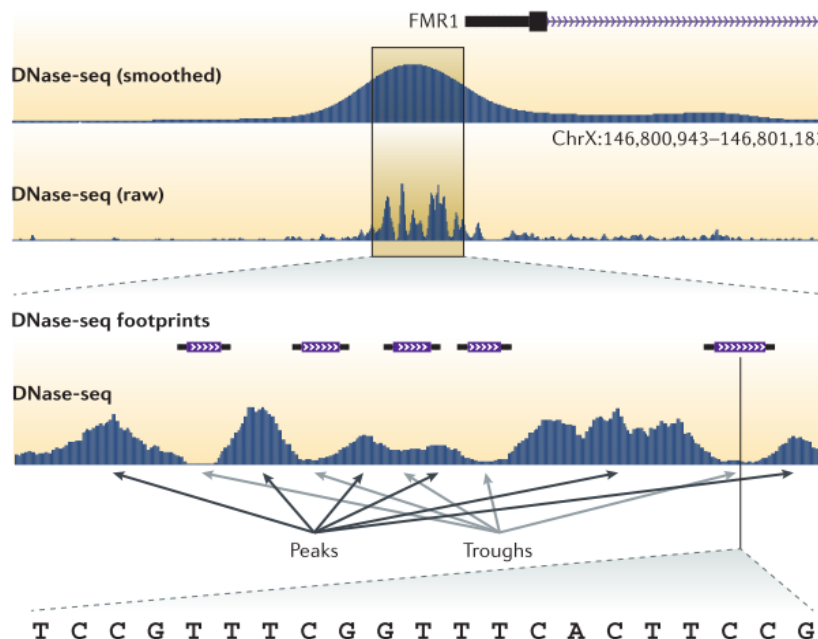 FMR1
DNase-seq (smoothed)
ChrX:146,800,943–146,801,182
DNase-seq (raw)
DNase-seq footprints
DNase-seq
Peaks Troughs
T C C G T T T C G G T T T C A C T T C C G